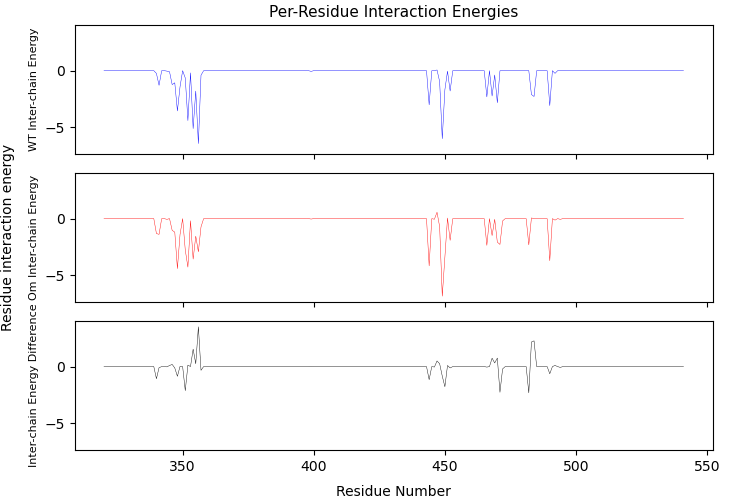 Per-Residue Interaction Energies
Residue interaction energy
WT Inter-chain Energy
0
−5
Om Inter-chain Energy
0
−5
Inter-chain Energy Difference
0
−5
350
400
450
500
550
Residue Number